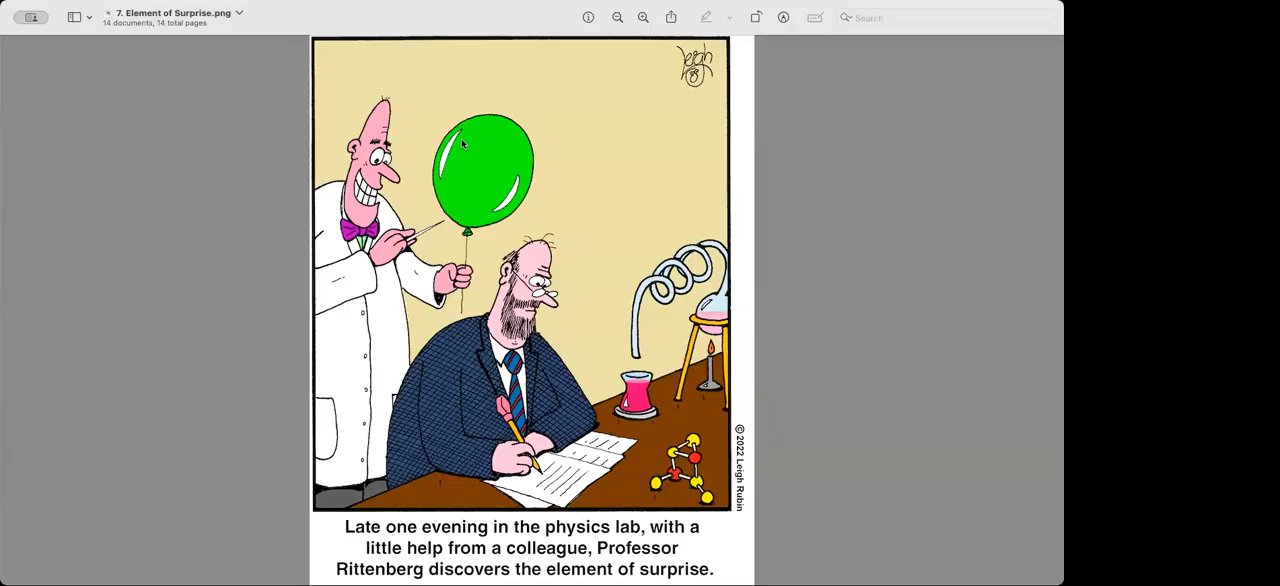 7. Element of Surprise.png
14 documents, 14 total pages
Search
Leigh
© 2022 Leigh Rubin
Late one evening in the physics lab, with a
little help from a colleague, Professor
Rittenberg discovers the element of surprise.